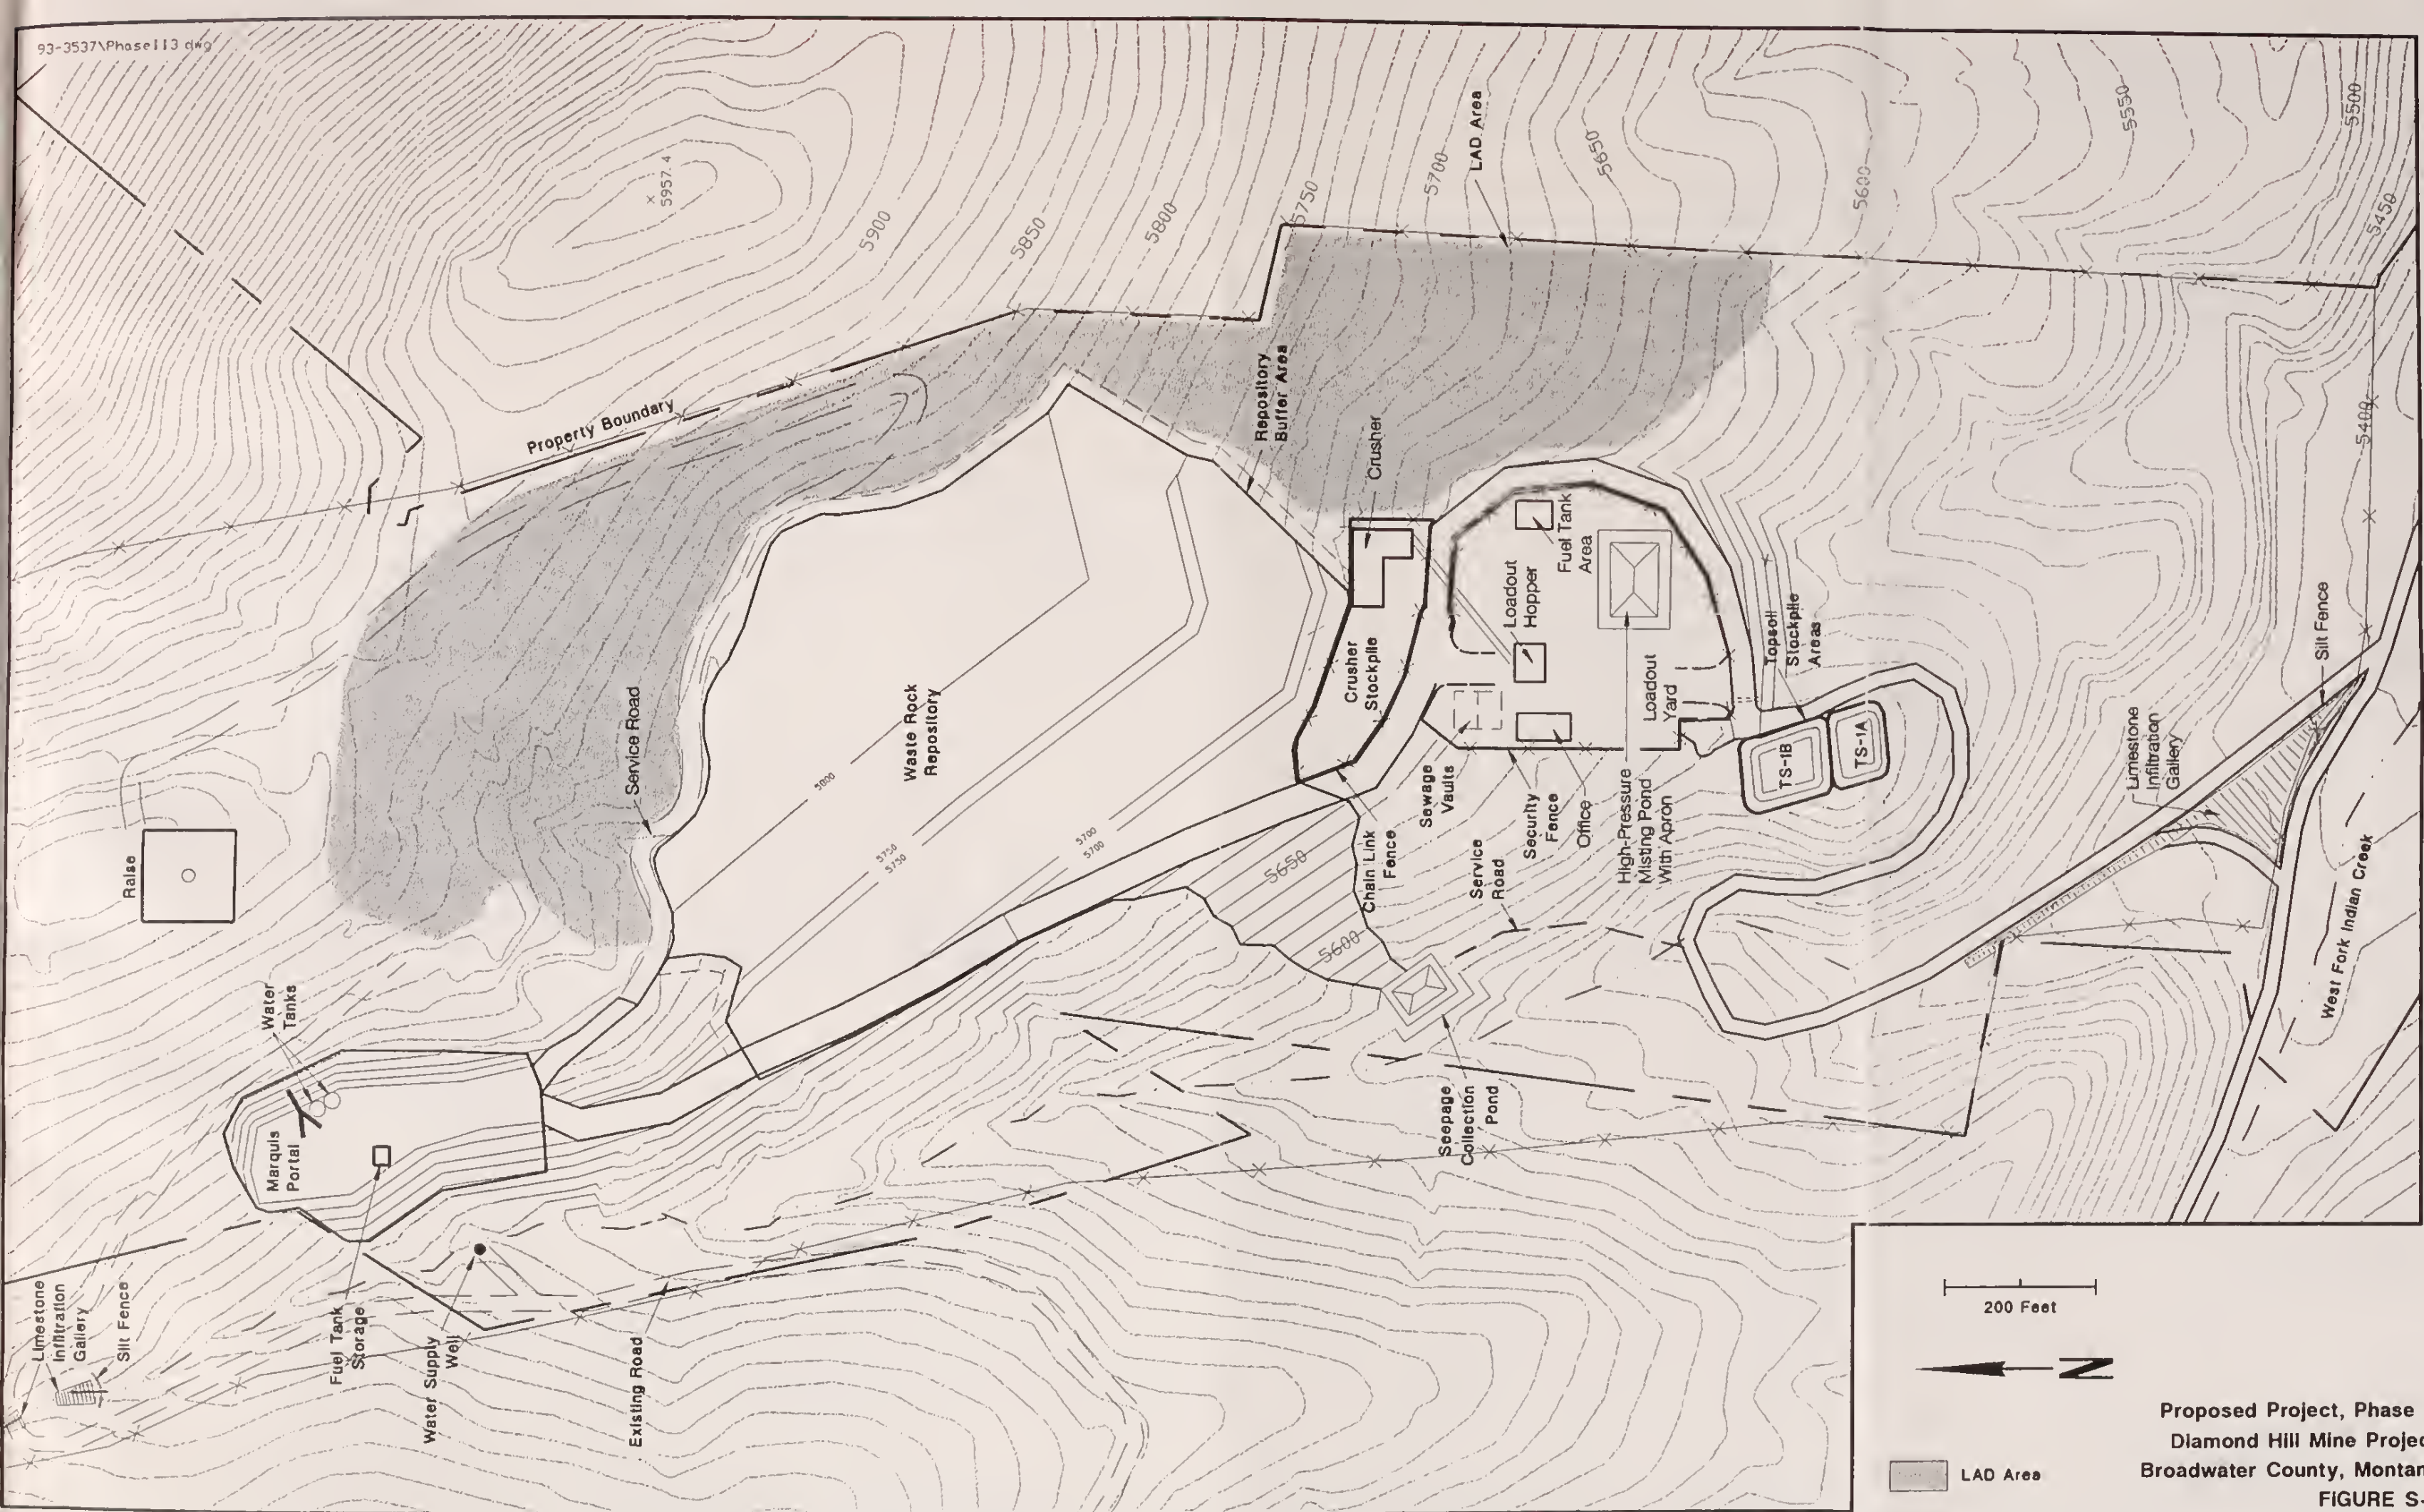 93-3537\PhaseII3 dwg
5957.4
5900
5850
5800
5750
5700
LAD Area
5650
5600
5550
5500
5450
5400
Property Boundary
Repository
Buffer Area
Crusher
Fuel Tank
Area
Loadout
Hopper
Crusher
Stockpile
Loadout
Yard
Topsoil
Stockpile
Areas
Silt Fence
Limestone
Infiltration
Gallery
Service Road
Waste Rock
Repository
5800
5750
5750
5700
5700
Sewage
Vaults
Security
Fence
Office
High-Pressure
Misting Pond
With Apron
TS-1B
TS-1A
Raise
5650
Chain Link
Fence
Service
Road
5600
West Fork Indian Creek
Water
Tanks
Marquis
Portal
Seepage
Collection
Pond
Limestone
Infiltration
Gallery
Silt Fence
Fuel Tank
Storage
Water Supply
Well
Existing Road
200 Feet
N
LAD Area
Proposed Project, Phase
Diamond Hill Mine Projec
Broadwater County, Montan
FIGURE S